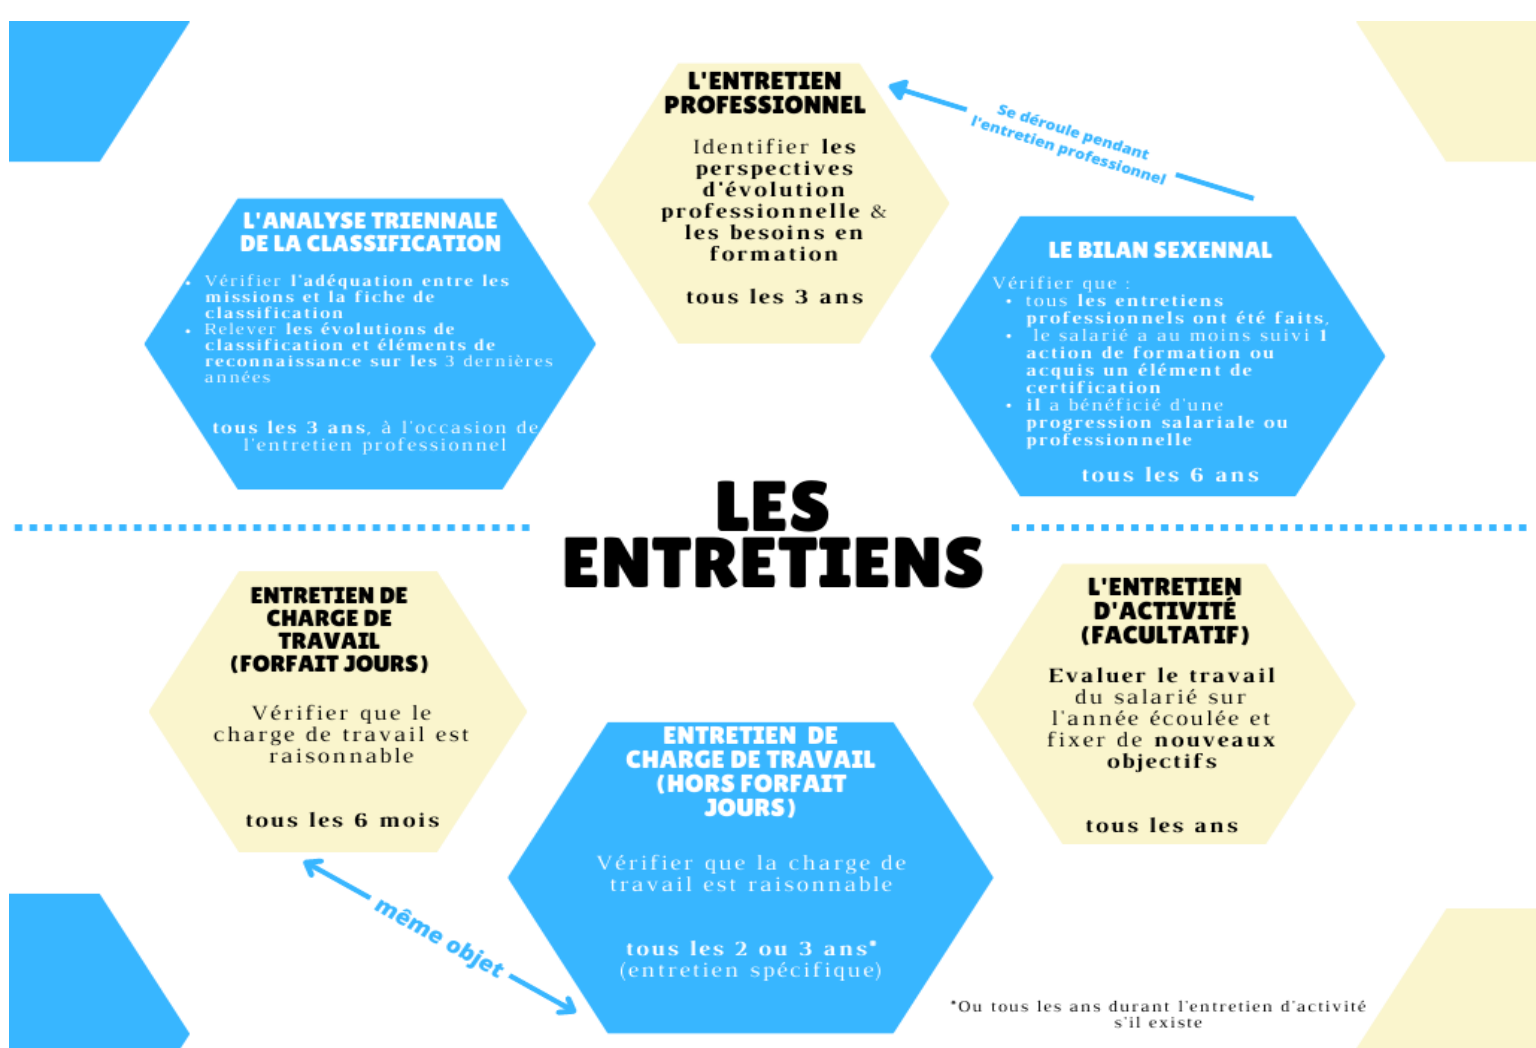 L'ENTRETIEN
PROFESSIONNEL
Identifier les
perspectives
d'évolution
professionnelle &
les besoins en
formation
tous les 3 ans
Se déroule pendant
l'entretien professionnel
L'ANALYSE TRIENNALE
DE LA CLASSIFICATION
• Vérifier l'adéquation entre les
missions et la fiche de
classification
• Relever les évolutions de
classification et éléments de
reconnaissance sur les 3 dernières
années
tous les 3 ans, à l'occasion de
l'entretien professionnel
LE BILAN SEXENNAL
Vérifier que :
• tous les entretiens
professionnels ont été faits,
• le salarié a au moins suivi 1
action de formation ou
acquis un élément de
certification
• il a bénéficié d'une
progression salariale ou
professionnelle
tous les 6 ans
LES
ENTRETIENS
ENTRETIEN DE
CHARGE DE
TRAVAIL
(FORFAIT JOURS)
Vérifier que le
charge de travail est
raisonnable
tous les 6 mois
même objet
ENTRETIEN DE
CHARGE DE TRAVAIL
(HORS FORFAIT
JOURS)
Vérifier que la charge de
travail est raisonnable
tous les 2 ou 3 ans*
(entretien spécifique)
L'ENTRETIEN
D'ACTIVITÉ
(FACULTATIF)
Evaluer le travail
du salarié sur
l'année écoulée et
fixer de nouveaux
objectifs
tous les ans
*Ou tous les ans durant l'entretien d'activité
s'il existe